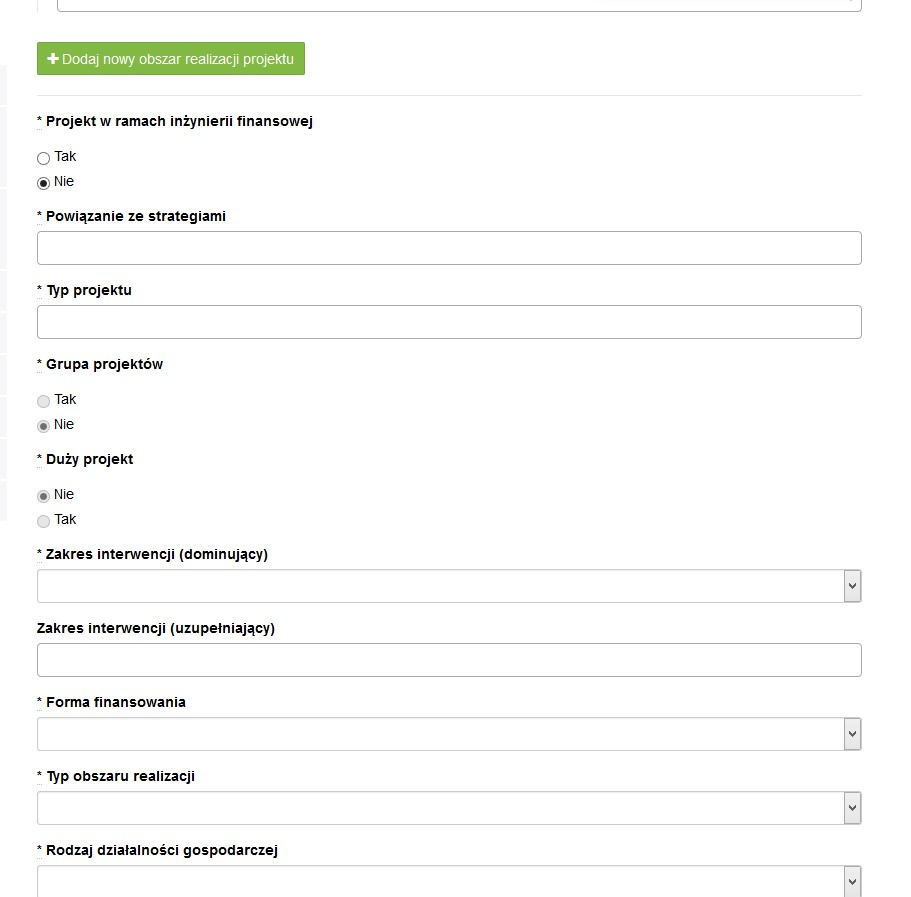 Dodaj nowy obszar realizacji projektu
* Projekt w ramach inżynierii finansowej
Tak
Nie
* Powiązanie ze strategiami
* Typ projektu
* Grupa projektów
Tak
Nie
* Duży projekt
Nie
Tak
* Zakres interwencji (dominujący)
Zakres interwencji (uzupełniający)
* Forma finansowania
* Typ obszaru realizacji
* Rodzaj działalności gospodarczej